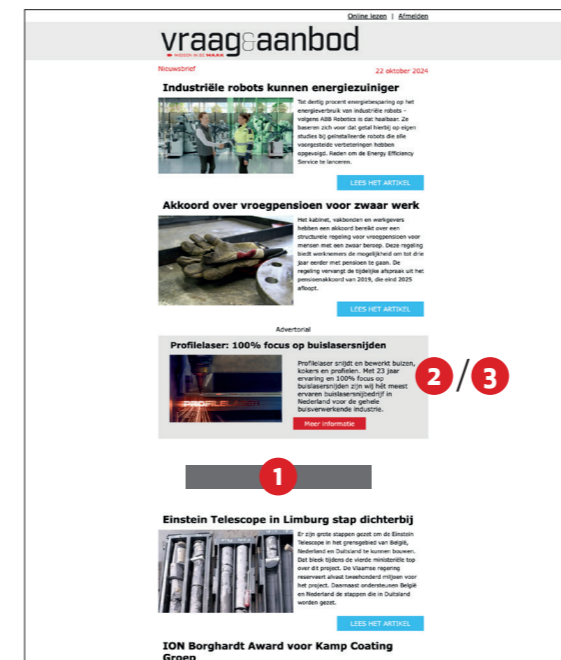 Online lezen | Afmelden
vraag&aanbod
MIDDEN IN DE MAAK
Nieuwsbrief
22 oktober 2024
Industriële robots kunnen energiezuiniger
Tot dertig procent energiebesparing op het
energieverbruik van industriële robots –
volgens ABB Robotics is dat haalbaar. Ze
baseren zich voor dat getal hierbij op eigen
studies bij geïnstalleerde robots die alle
voorgestelde verbeteringen hebben
opgevolgd. Reden om de Energy Efficiency
Service te lanceren.
LEES HET ARTIKEL
Akkoord over vroegpensioen voor zwaar werk
Het kabinet, vakbonden en werkgevers
hebben een akkoord bereikt over een
structurele regeling voor vroegpensioen voor
mensen met een zwaar beroep. Deze regeling
biedt werknemers de mogelijkheid om tot drie
jaar eerder met pensioen te gaan. De
regeling vervangt de tijdelijke afspraak uit het
pensioenakkoord van 2019, die eind 2025
afloopt.
LEES HET ARTIKEL
Advertorial
Profilelaser: 100% focus op buislasersnijden
PROFILELASER
Profilelaser snijdt en bewerkt buizen,
kokers en profielen. Met 23 jaar
ervaring en 100% focus op
buislasersnijden zijn wij hét meest
ervaren buislasersnijbedrijf in
Nederland voor de gehele
buisverwerkende industrie.
Meer informatie
2/3
1
Einstein Telescope in Limburg stap dichterbij
Er zijn grote stappen gezet om de Einstein
Telescope in het grensgebied van België,
Nederland en Duitsland te kunnen bouwen.
Dat bleek tijdens de vierde ministeriële top
over dit project. De Vlaamse regering
reserveert alvast tweehonderd miljoen voor
het project. Daarnaast ondersteunen België
en Nederland de stappen die in Duitsland
worden gezet.
LEES HET ARTIKEL
ION Borghardt Award voor Kamp Coating
Groep